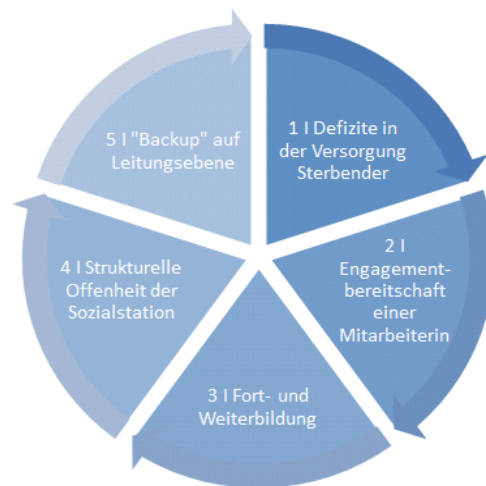 1 I Defizite in
der Versorgung
Sterbender
2 I
Engagement-
bereitschaft
einer
Mitarbeiterin
3 I Fort- und
Weiterbildung
4 I Strukturelle
Offenheit der
Sozialstation
5 I "Backup" auf
Leitungsebene